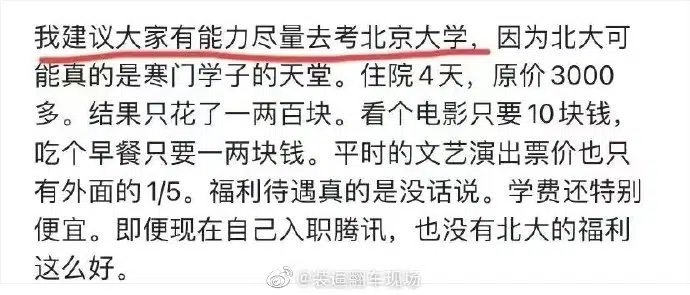 我建议大家有能力尽量去考北京大学，因为北大可
能真的是寒门学子的天堂。住院4天，原价3000
多。结果只花了一两百块。看个电影只要10块钱，
吃个早餐只要一两块钱。平时的文艺演出票价也只
有外面的1/5。福利待遇真的是没话说。学费还特别
便宜。即便现在自己入职腾讯，也没有北大的福利
这么好。
@装逼翻车现场